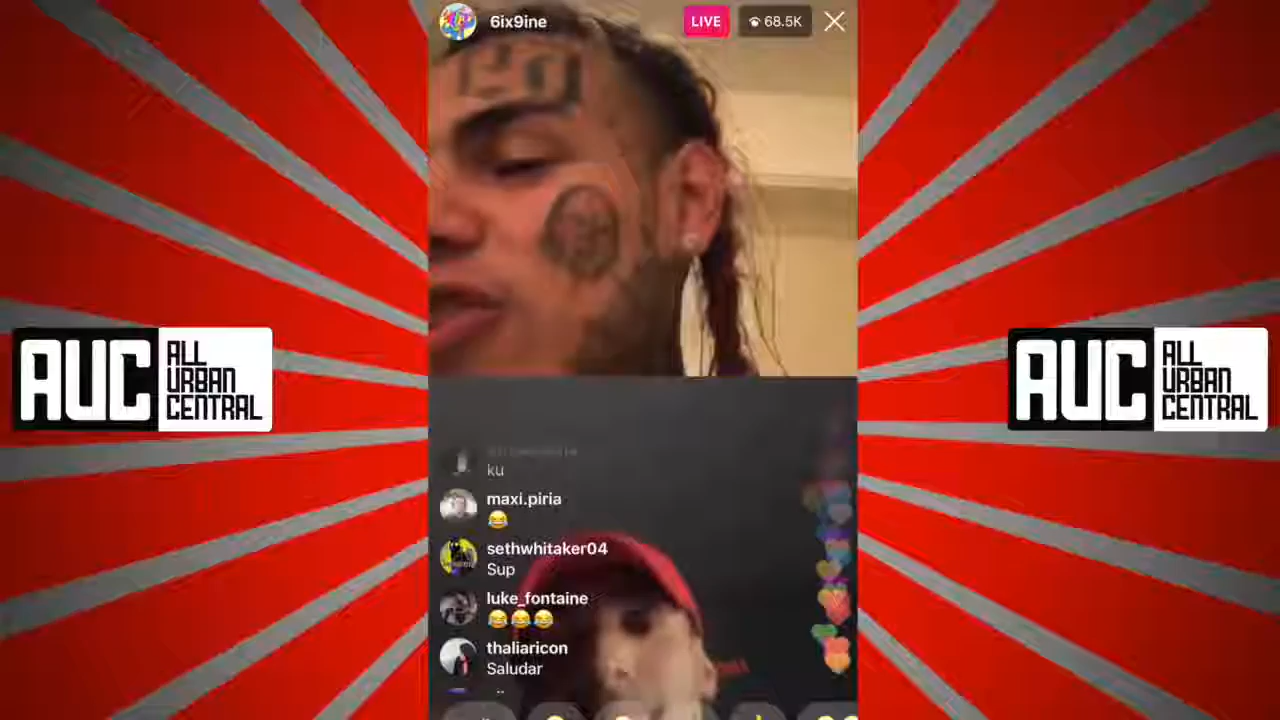 6ix9ine
LIVE
68.5K
AUC ALL
URBAN
CENTRAL
AUC ALL
URBAN
CENTRAL
ku
maxi.piria
😂
sethwhitaker04
Sup
luke_fontaine
😂😂😂
thaliaricon
Saludar